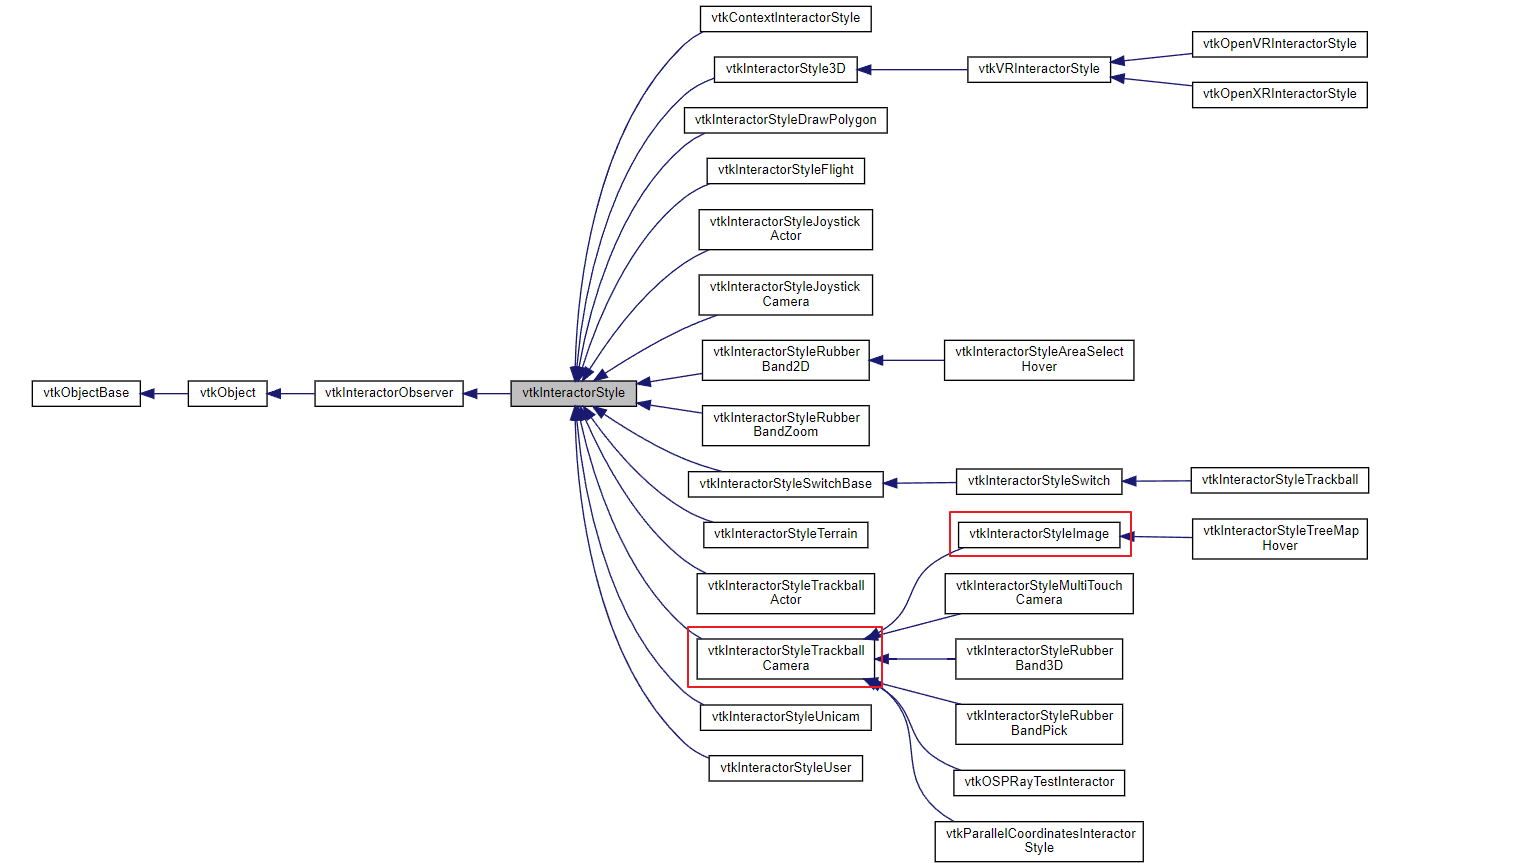 vtkContextInteractorStyle
vtkInteractorStyle3D
vtkVRInteractorStyle
vtkOpenVRInteractorStyle
vtkOpenXRInteractorStyle
vtkInteractorStyleDrawPolygon
vtkInteractorStyleFlight
vtkInteractorStyleJoystick
Actor
vtkInteractorStyleJoystick
Camera
vtkInteractorStyleRubber
Band2D
vtkInteractorStyleAreaSelect
Hover
vtkObjectBase
vtkObject
vtkInteractorObserver
vtkInteractorStyle
vtkInteractorStyleRubber
BandZoom
vtkInteractorStyleSwitchBase
vtkInteractorStyleSwitch
vtkInteractorStyleTrackball
vtkInteractorStyleTerrain
vtkInteractorStyleImage
vtkInteractorStyleTreeMap
Hover
vtkInteractorStyleTrackball
Actor
vtkInteractorStyleMultiTouch
Camera
vtkInteractorStyleTrackball
Camera
vtkInteractorStyleRubber
Band3D
vtkInteractorStyleUnicam
vtkInteractorStyleRubber
BandPick
vtkInteractorStyleUser
vtkOSPRayTestInteractor
vtkParallelCoordinatesInteractor
Style